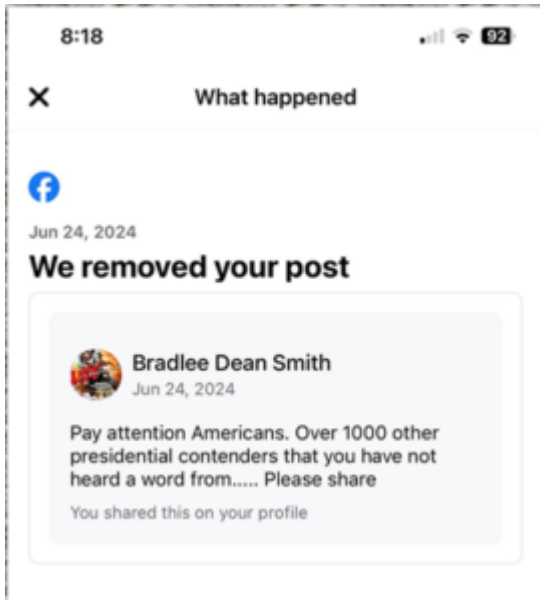 8:18
92
What happened
Jun 24, 2024
We removed your post
Bradlee Dean Smith
Jun 24, 2024
Pay attention Americans. Over 1000 other
presidential contenders that you have not
heard a word from..... Please share
You shared this on your profile